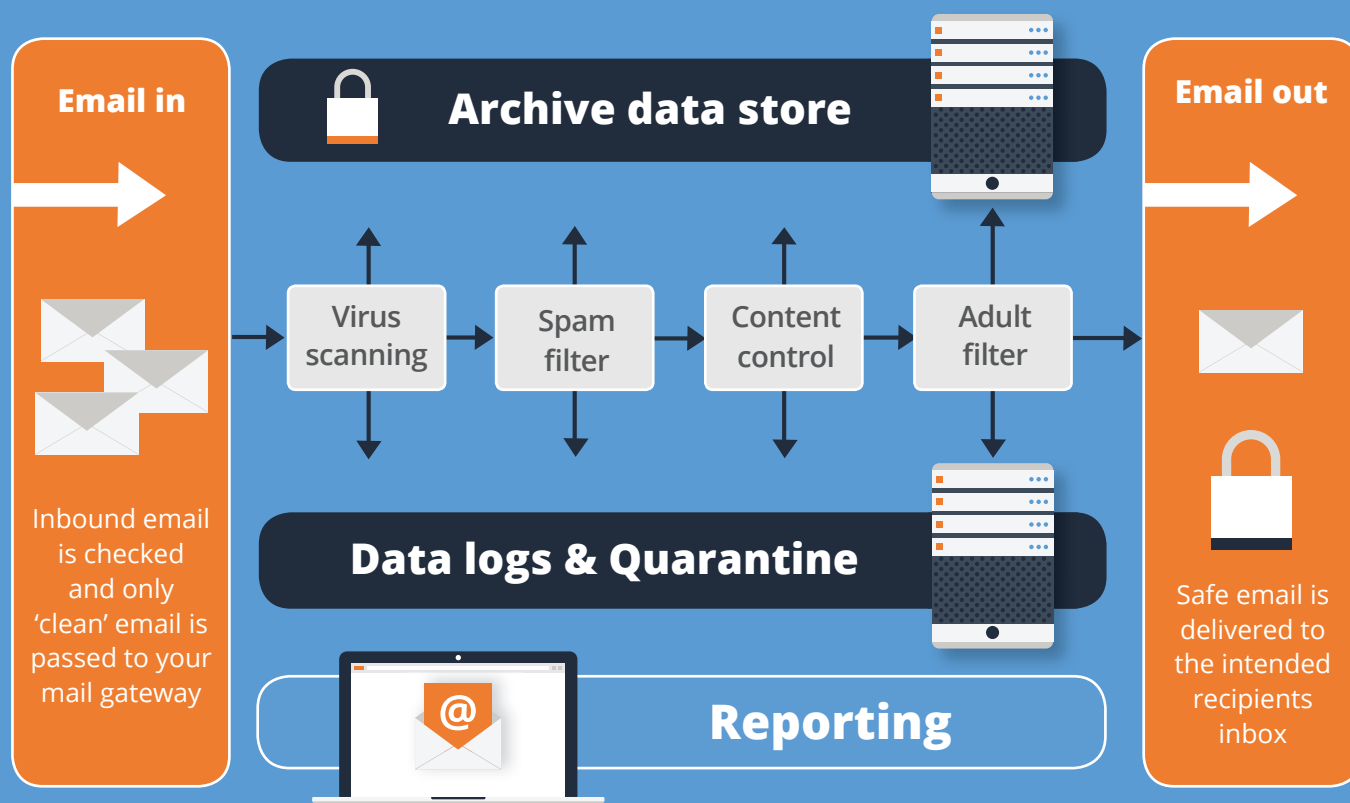 Email in
Inbound email
is checked
and only
‘clean’ email is
passed to your
mail gateway
Archive data store
Virus
scanning
Spam
filter
Content
control
Adult
filter
Data logs & Quarantine
@
Reporting
Email out
Safe email is
delivered to
the intended
recipients
inbox